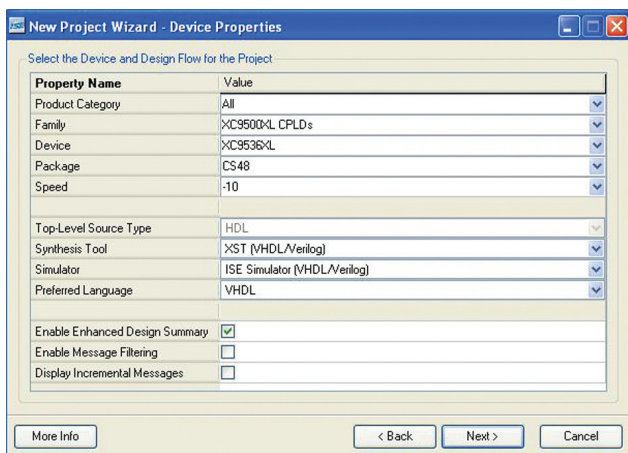 ISE New Project Wizard - Device Properties
Select the Device and Design Flow for the Project
Property Name Value
Product Category All
Family XC9500XL CPLDs
Device XC9536XL
Package CS48
Speed -10
Top-Level Source Type HDL
Synthesis Tool XST (VHDL/Verilog)
Simulator ISE Simulator (VHDL/Verilog)
Preferred Language VHDL
Enable Enhanced Design Summary
Enable Message Filtering
Display Incremental Messages
More Info < Back Next > Cancel